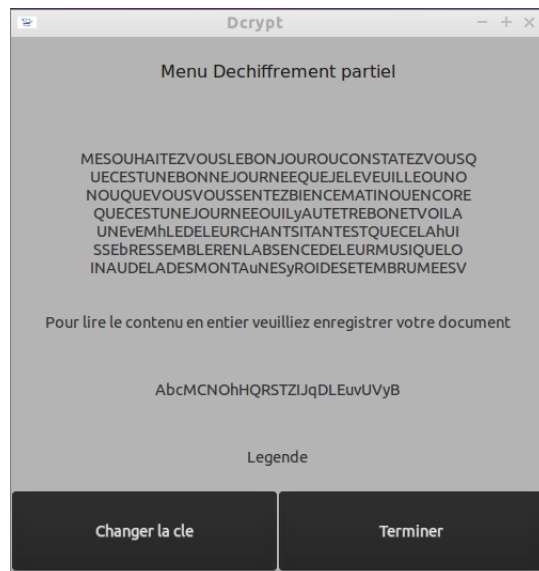 Dcrypt
Menu Dechiffrement partiel
MESOUHAITEZVOUSLEBONJOUROUCONSTATEZVOUSQ
UECESTUNEBONNEJOURNEEQUEJELEVEUILLEOUNO
NOUQUEVOUSVOUSSENTEZBIENCEMATINOUENCORE
QUECESTUNEJOURNEEOUILyAUTETREBONETVOILA
UNEvEMhLEDELEURCHANTSITANTESTQUECELAhUI
SSEbRESSEMBLERENLABSENCEDELEURMUSIQUELO
INAUDELADESMONTAuNESyROIDESETEMBRUMEESV
Pour lire le contenu en entier veuilliez enregistrer votre document
AbcMCNOhHQRSTZIJqDLEuvUVyB
Legende
Changer la cle
Terminer